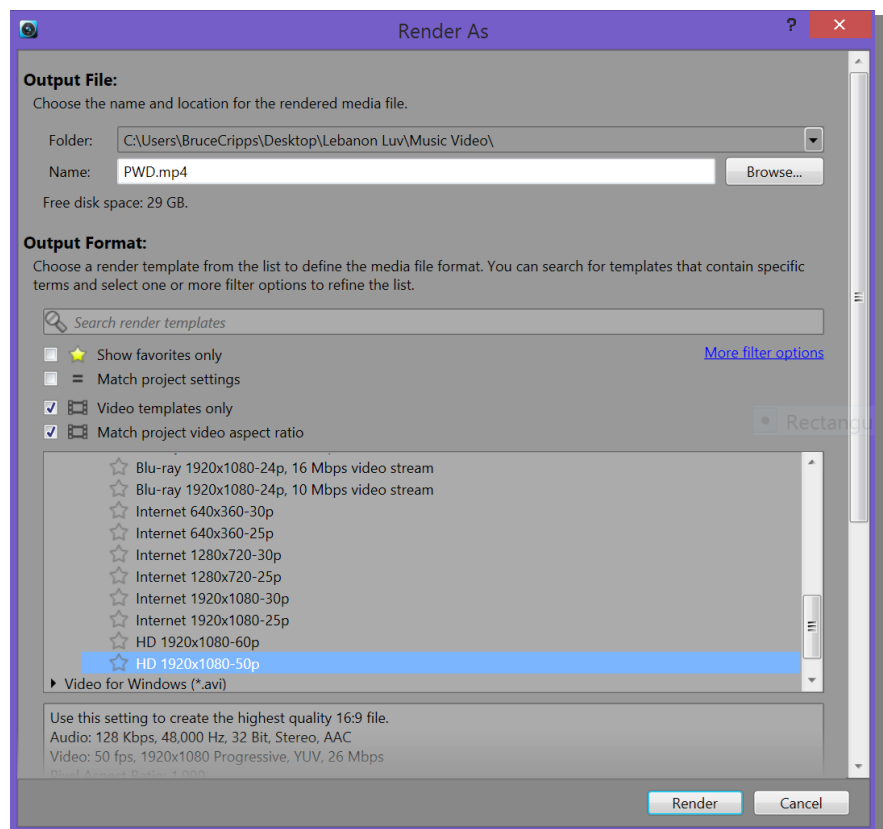 Render As
?
Output File:
Choose the name and location for the rendered media file.
Folder: C:\Users\BruceCripps\Desktop\Lebanon Luv\Music Video\
Name: PWD.mp4 Browse...
Free disk space: 29 GB.
Output Format:
Choose a render template from the list to define the media file format. You can search for templates that contain specific
terms and select one or more filter options to refine the list.
Search render templates
Show favorites only More filter options
= Match project settings
Video templates only
Match project video aspect ratio
Rectangu
Blu-ray 1920x1080-24p, 16 Mbps video stream
Blu-ray 1920x1080-24p, 10 Mbps video stream
Internet 640x360-30p
Internet 640x360-25p
Internet 1280x720-30p
Internet 1280x720-25p
Internet 1920x1080-30p
Internet 1920x1080-25p
HD 1920x1080-60p
HD 1920x1080-50p
Video for Windows (*.avi)
Use this setting to create the highest quality 16:9 file.
Audio: 128 Kbps, 48,000 Hz, 32 Bit, Stereo, AAC
Video: 50 fps, 1920x1080 Progressive, YUV, 26 Mbps
Pixel Aspect Ratio: 1.000
Render Cancel